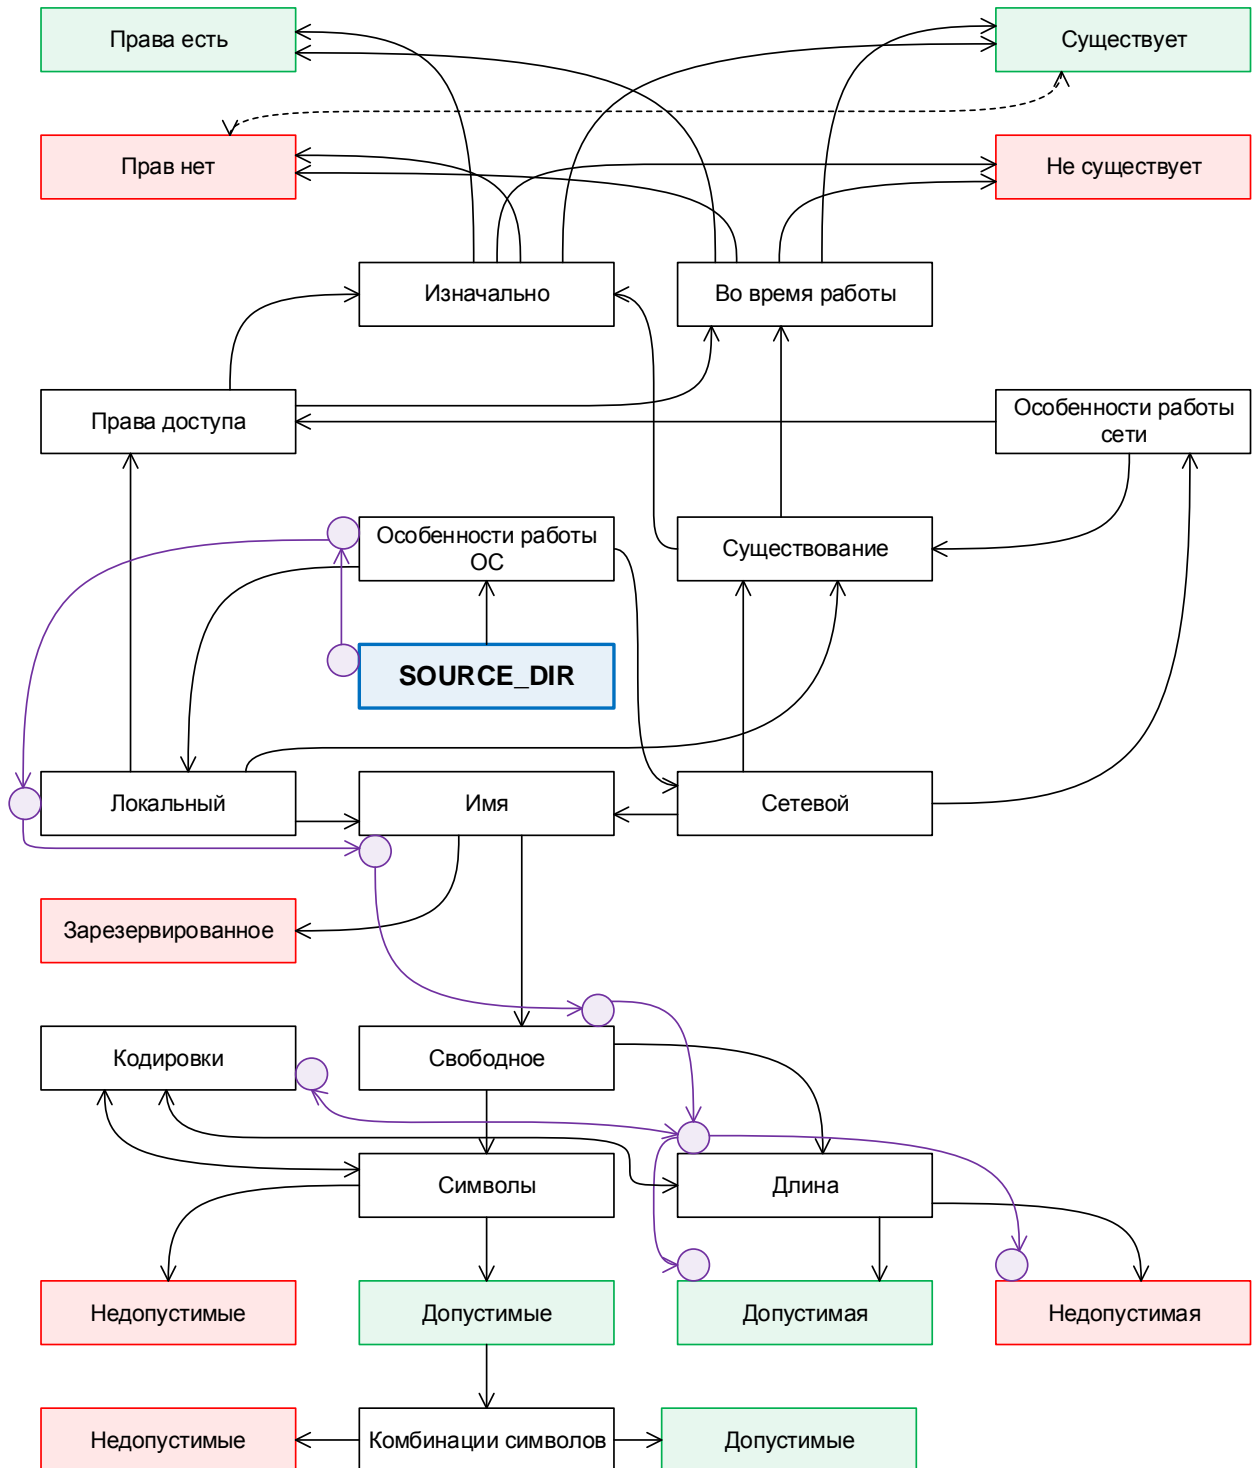 Права есть
Существует
Прав нет
Не существует
Изначально
Во время работы
Права доступа
Особенности работы
сети
Особенности работы
ОС
Существование
SOURCE_DIR
Локальный
Имя
Сетевой
Зарезервированное
Кодировки
Свободное
Символы
Длина
Недопустимые
Допустимые
Допустимая
Недопустимая
Недопустимые
Комбинации символов
Допустимые